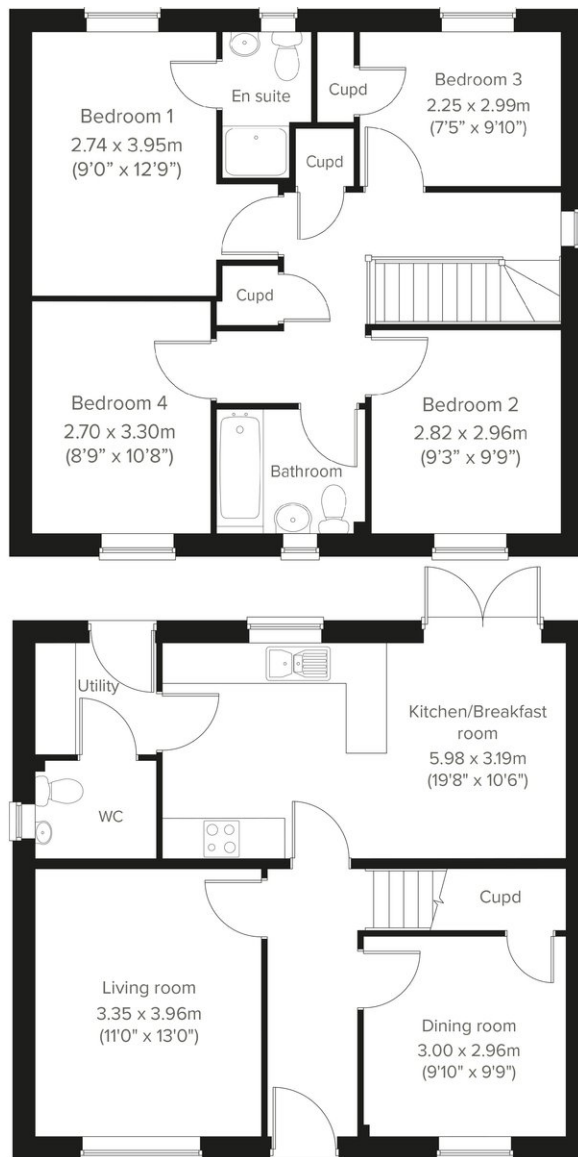 Bedroom 1
2.74 x 3.95m
(9'0" x 12'9")
En suite
Cupd
Bedroom 3
2.25 x 2.99m
(7'5" x 9'10")
Cupd
Cupd
Bedroom 4
2.70 x 3.30m
(8'9" x 10'8")
Bathroom
Bedroom 2
2.82 x 2.96m
(9'3" x 9'9")
Utility
WC
Kitchen/Breakfast
room
5.98 x 3.19m
(19'8" x 10'6")
Cupd
Living room
3.35 x 3.96m
(11'0" x 13'0")
Dining room
3.00 x 2.96m
(9'10" x 9'9")